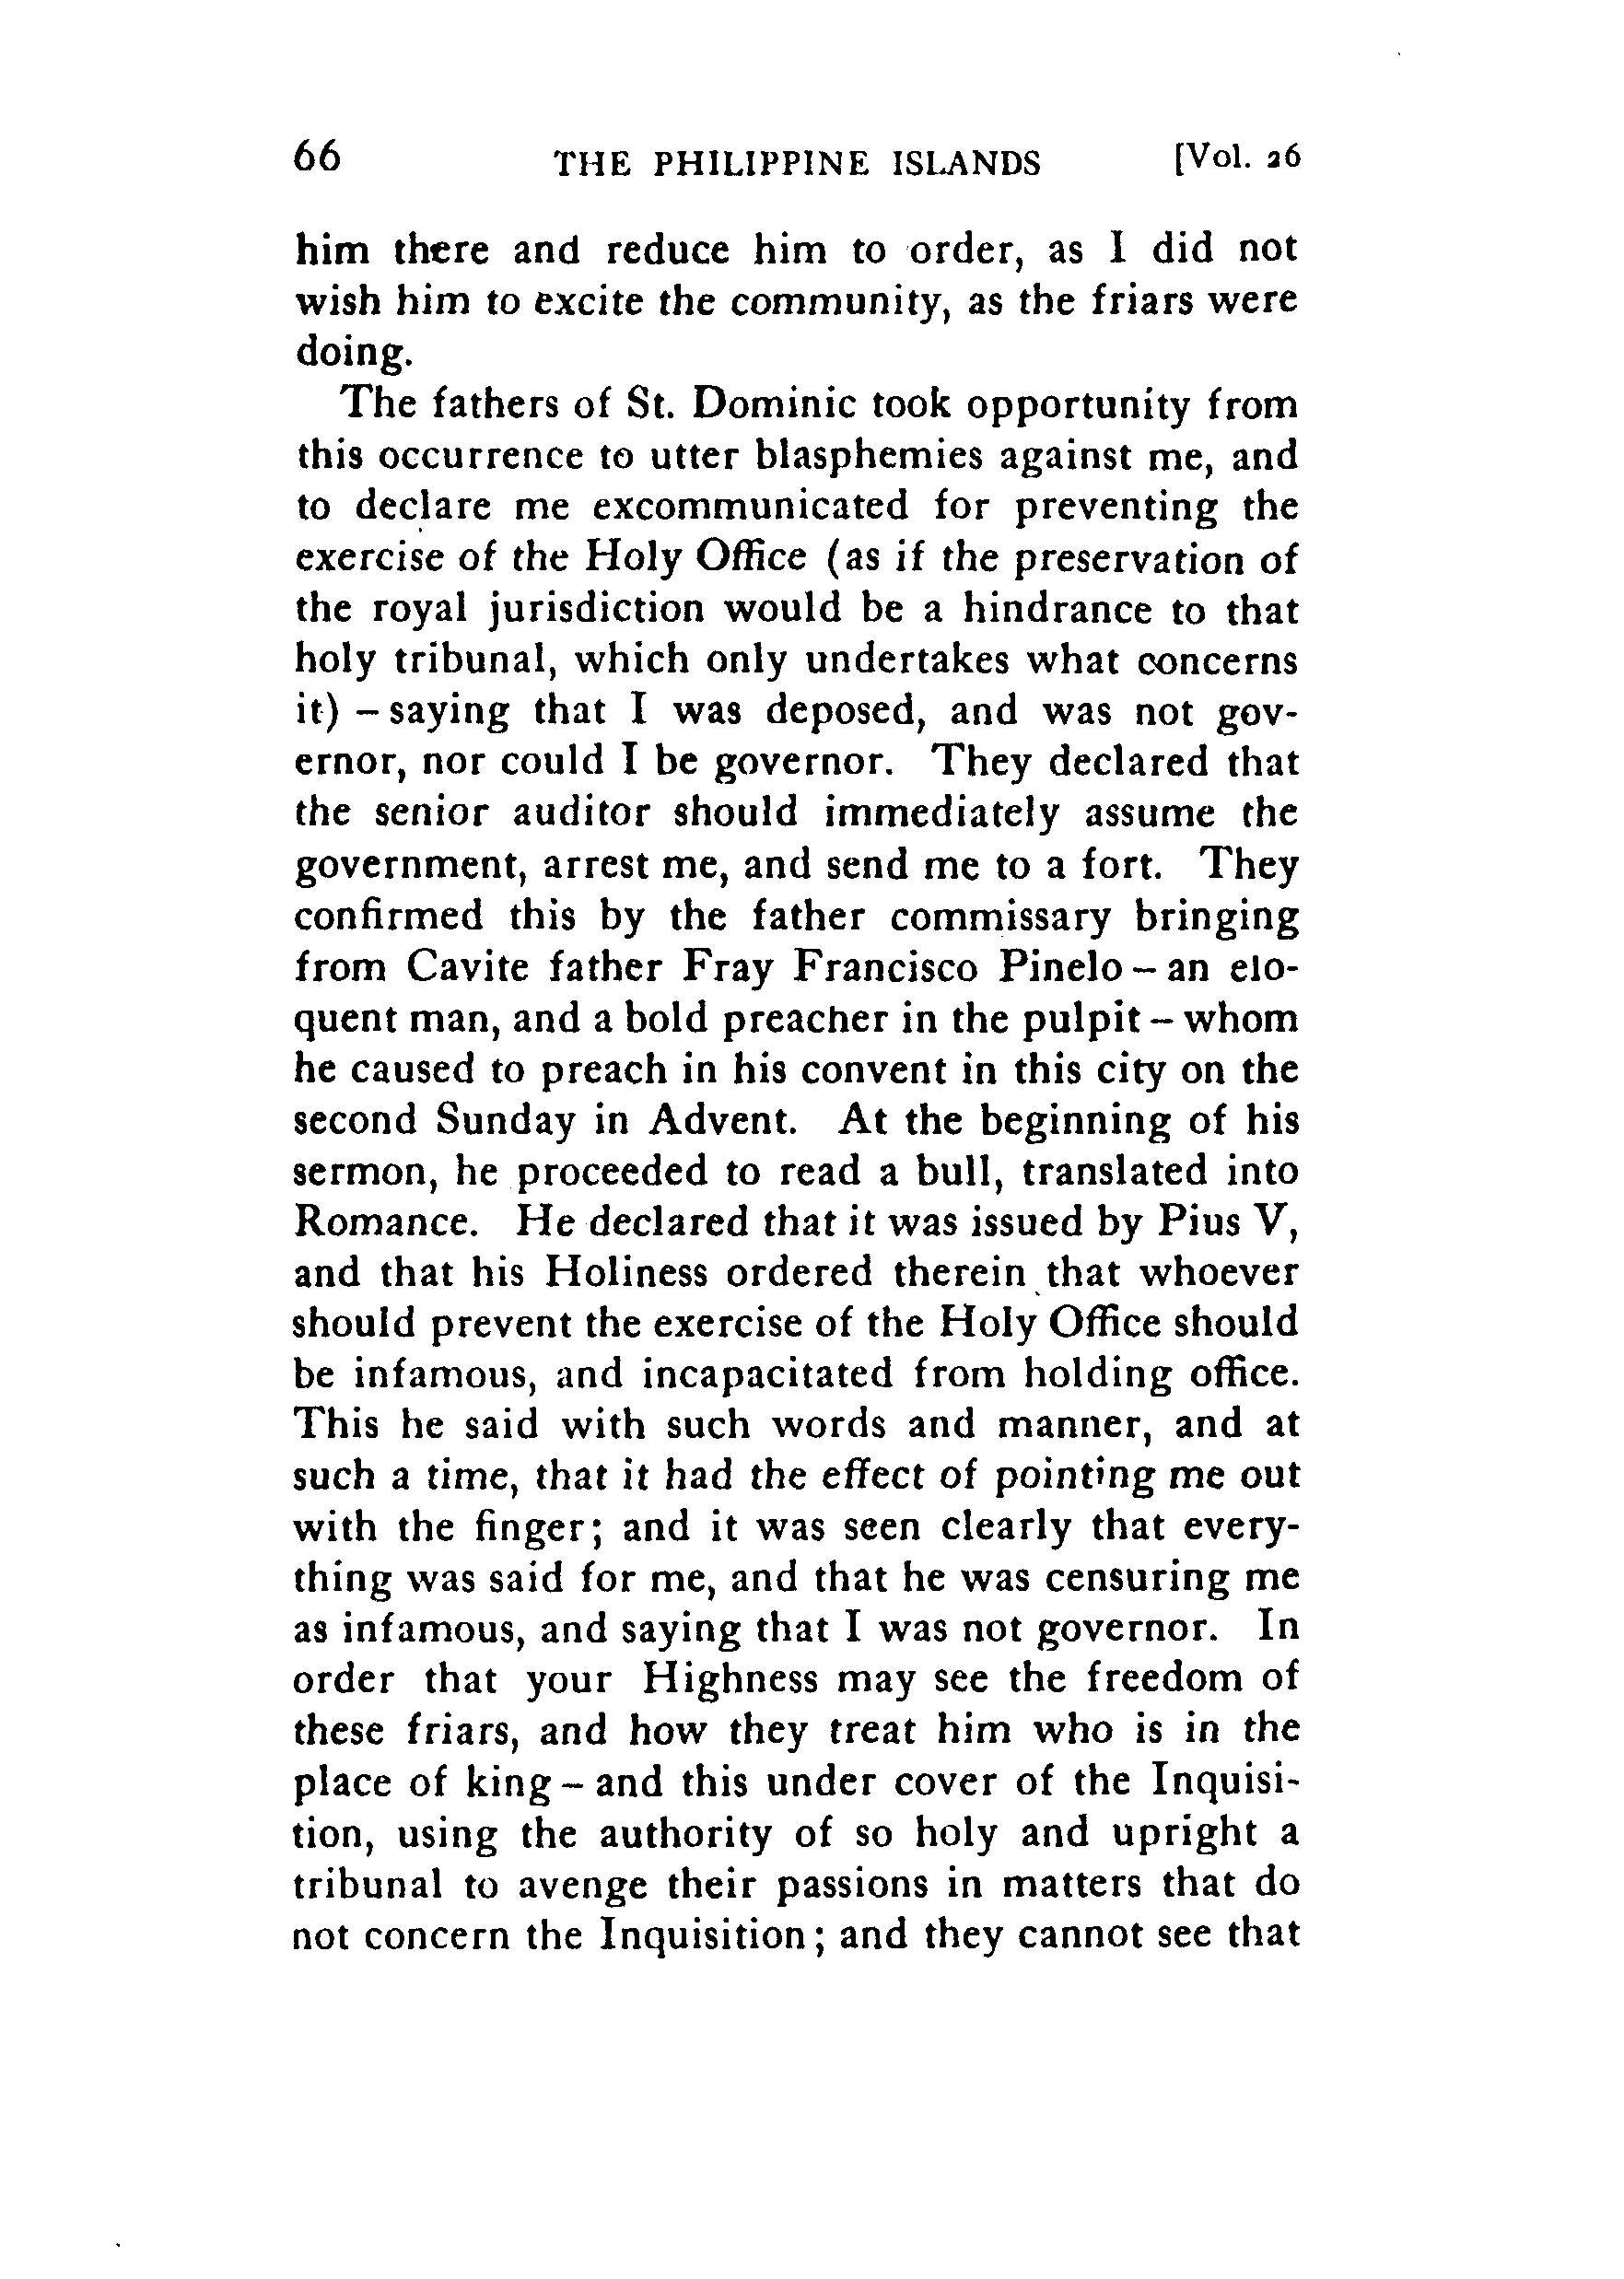 66 THE PHILIPPINE ISLANDS [Vol. 26
him there and reduce him to order, as I did not
wish him to excite the community, as the friars were
doing.
The fathers of St. Dominic took opportunity from
this occurrence to utter blasphemies against me, and
to declare me excommunicated for preventing the
exercise of the Holy Office (as if the preservation of
the royal jurisdiction would be a hindrance to that
holy tribunal, which only undertakes what concerns
it) – saying that I was deposed, and was not gov-
ernor, nor could I be governor. They declared that
the senior auditor should immediately assume the
government, arrest me, and send me to a fort. They
confirmed this by the father commissary bringing
from Cavite father Fray Francisco Pinelo – an elo-
quent man, and a bold preacher in the pulpit – whom
he caused to preach in his convent in this city on the
second Sunday in Advent. At the beginning of his
sermon, he proceeded to read a bull, translated into
Romance. He declared that it was issued by Pius V,
and that his Holiness ordered therein that whoever
should prevent the exercise of the Holy Office should
be infamous, and incapacitated from holding office.
This he said with such words and manner, and at
such a time, that it had the effect of pointing me out
with the finger; and it was seen clearly that every-
thing was said for me, and that he was censuring me
as infamous, and saying that I was not governor. In
order that your Highness may see the freedom of
these friars, and how they treat him who is in the
place of king – and this under cover of the Inquisi-
tion, using the authority of so holy and upright a
tribunal to avenge their passions in matters that do
not concern the Inquisition; and they cannot see that